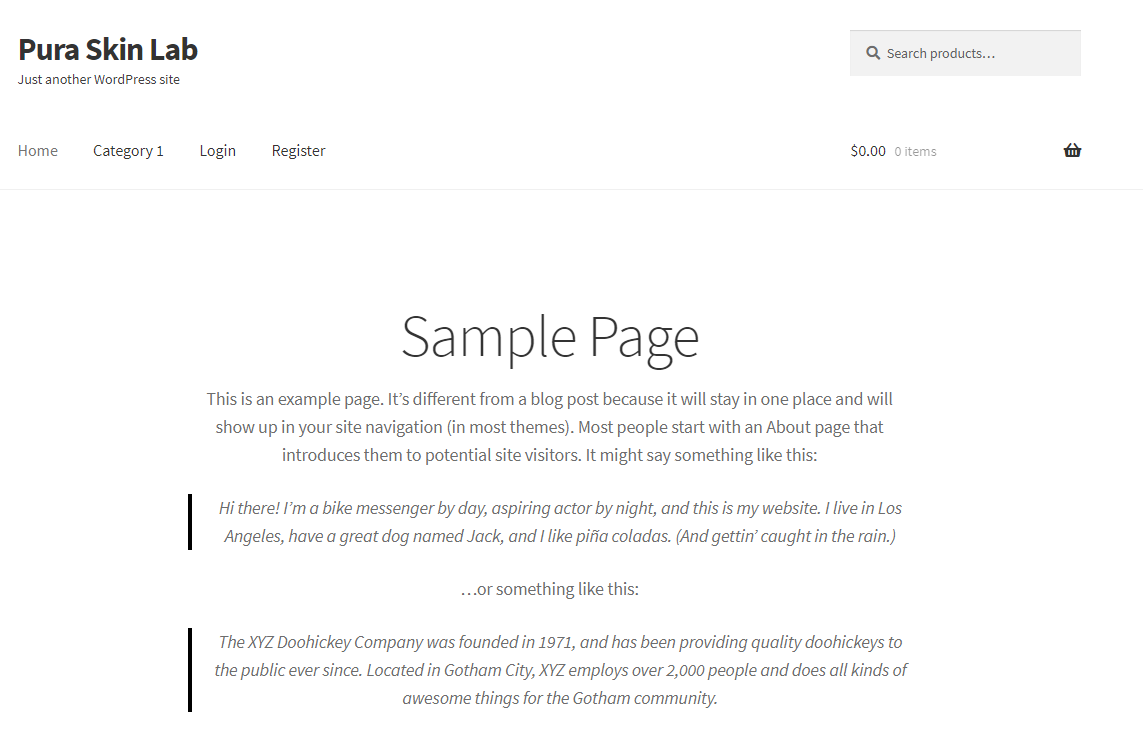 Pura Skin Lab
Just another WordPress site
Search products…
Home Category 1 Login Register $0.00 0 items
Sample Page
This is an example page. It’s different from a blog post because it will stay in one place and will
show up in your site navigation (in most themes). Most people start with an About page that
introduces them to potential site visitors. It might say something like this:
Hi there! I’m a bike messenger by day, aspiring actor by night, and this is my website. I live in Los
Angeles, have a great dog named Jack, and I like piña coladas. (And gettin’ caught in the rain.)
…or something like this:
The XYZ Doohickey Company was founded in 1971, and has been providing quality doohickeys to
the public ever since. Located in Gotham City, XYZ employs over 2,000 people and does all kinds of
awesome things for the Gotham community.